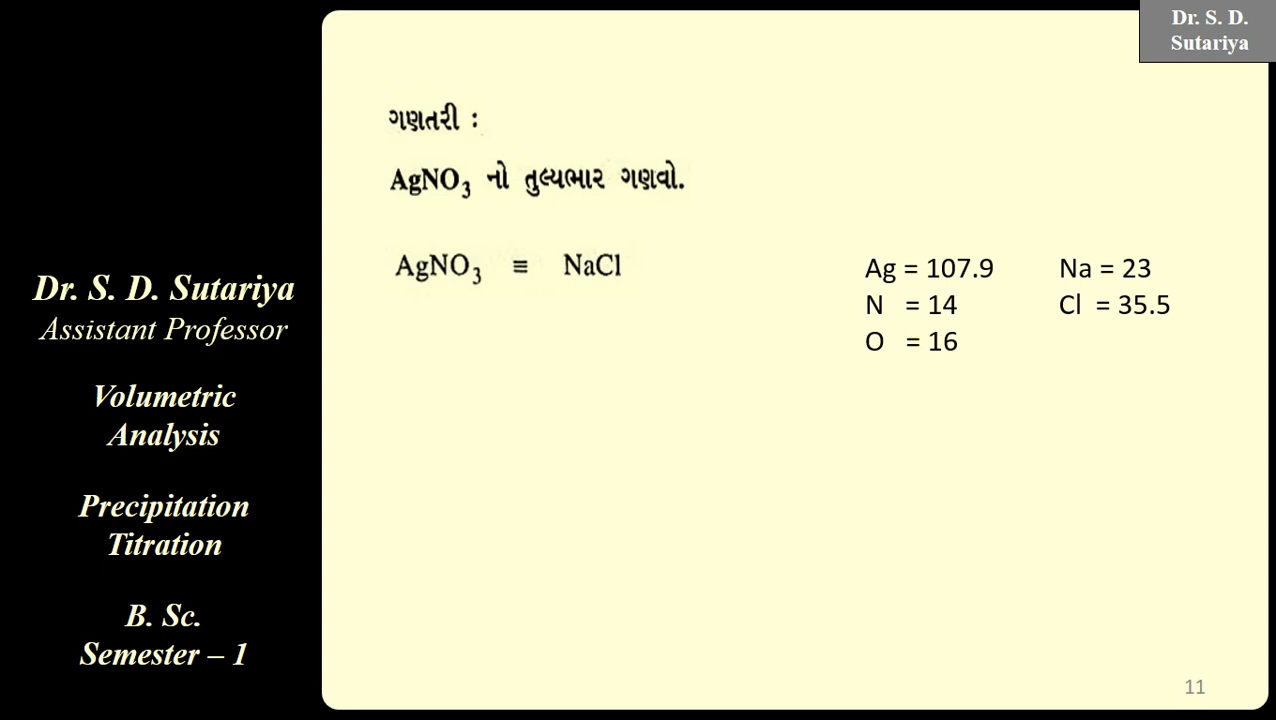 Dr. S. D.
Sutariya
ગણતરી :
AgNO₃ નો તુલ્યભાર ગણવો.
AgNO₃ ≡ NaCl
Ag = 107.9 Na = 23
N = 14 Cl = 35.5
O = 16
Dr. S. D. Sutariya
Assistant Professor
Volumetric
Analysis
Precipitation
Titration
B. Sc.
Semester – 1
11